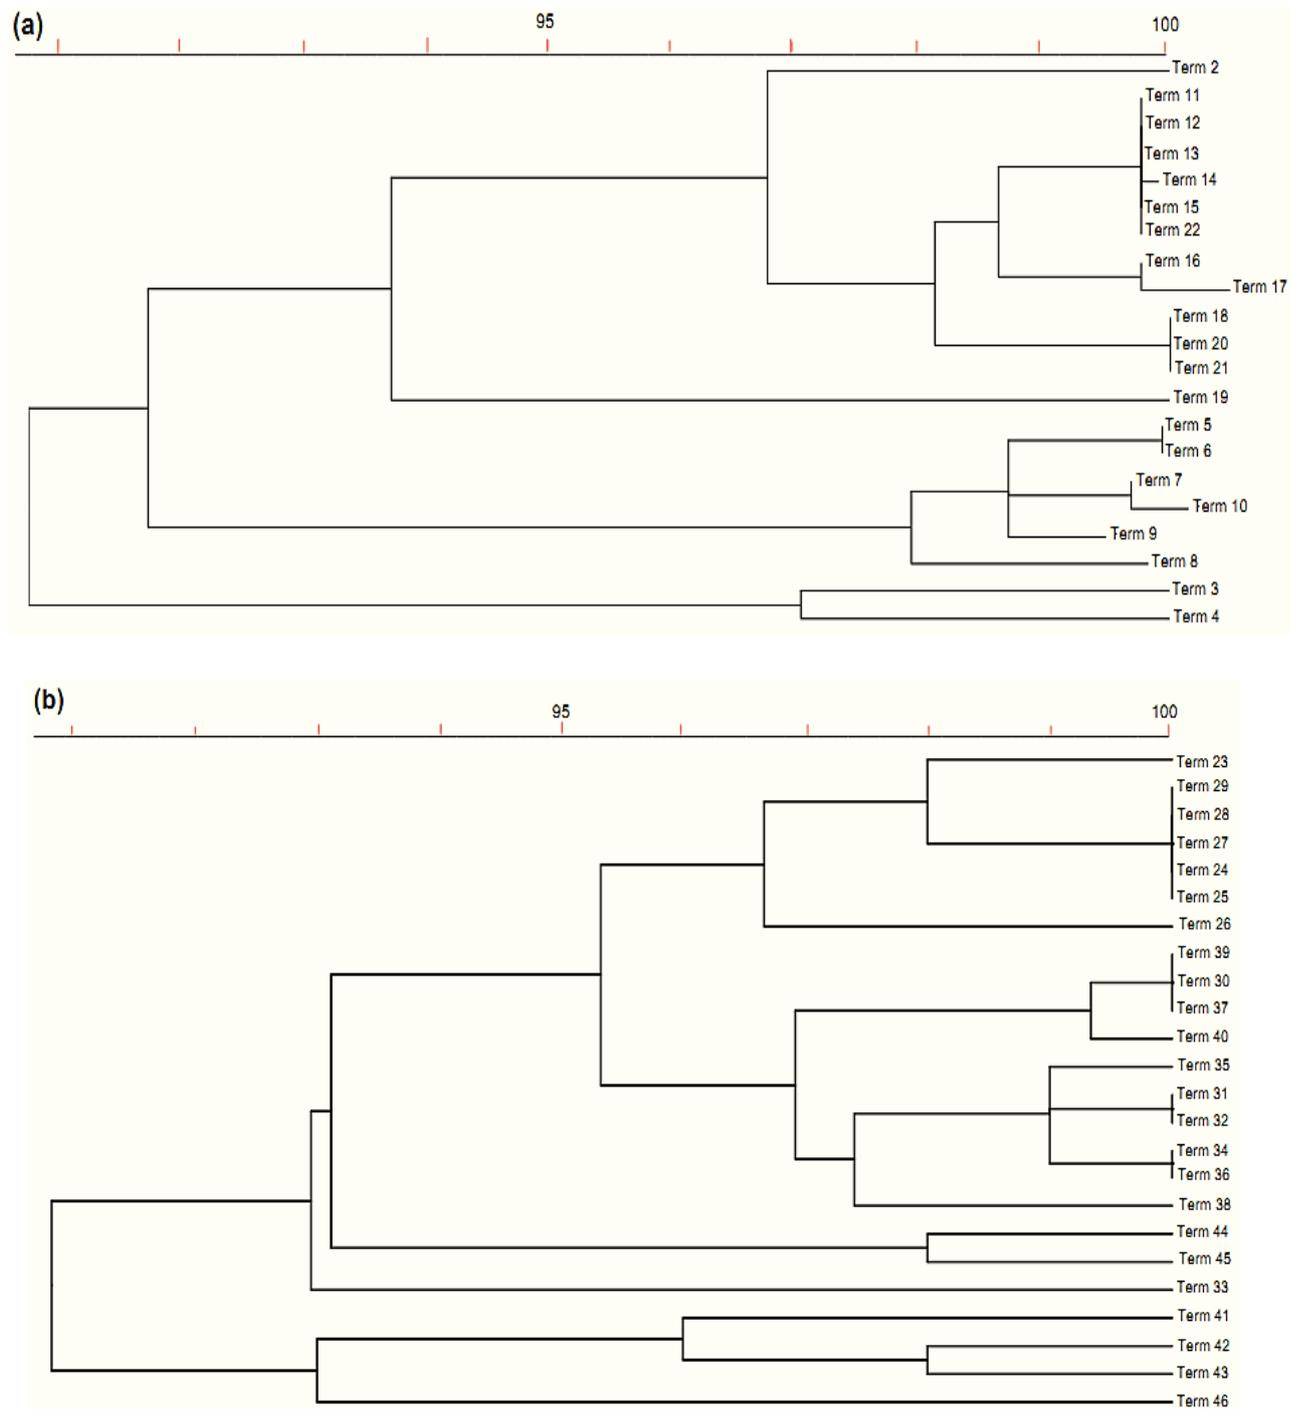 (a)
95
100
Term 2
Term 11
Term 12
Term 13
Term 14
Term 15
Term 22
Term 16
Term 17
Term 18
Term 20
Term 21
Term 19
Term 5
Term 6
Term 7
Term 10
Term 9
Term 8
Term 3
Term 4
(b)
95
100
Term 23
Term 29
Term 28
Term 27
Term 24
Term 25
Term 26
Term 39
Term 30
Term 37
Term 40
Term 35
Term 31
Term 32
Term 34
Term 36
Term 38
Term 44
Term 45
Term 33
Term 41
Term 42
Term 43
Term 46